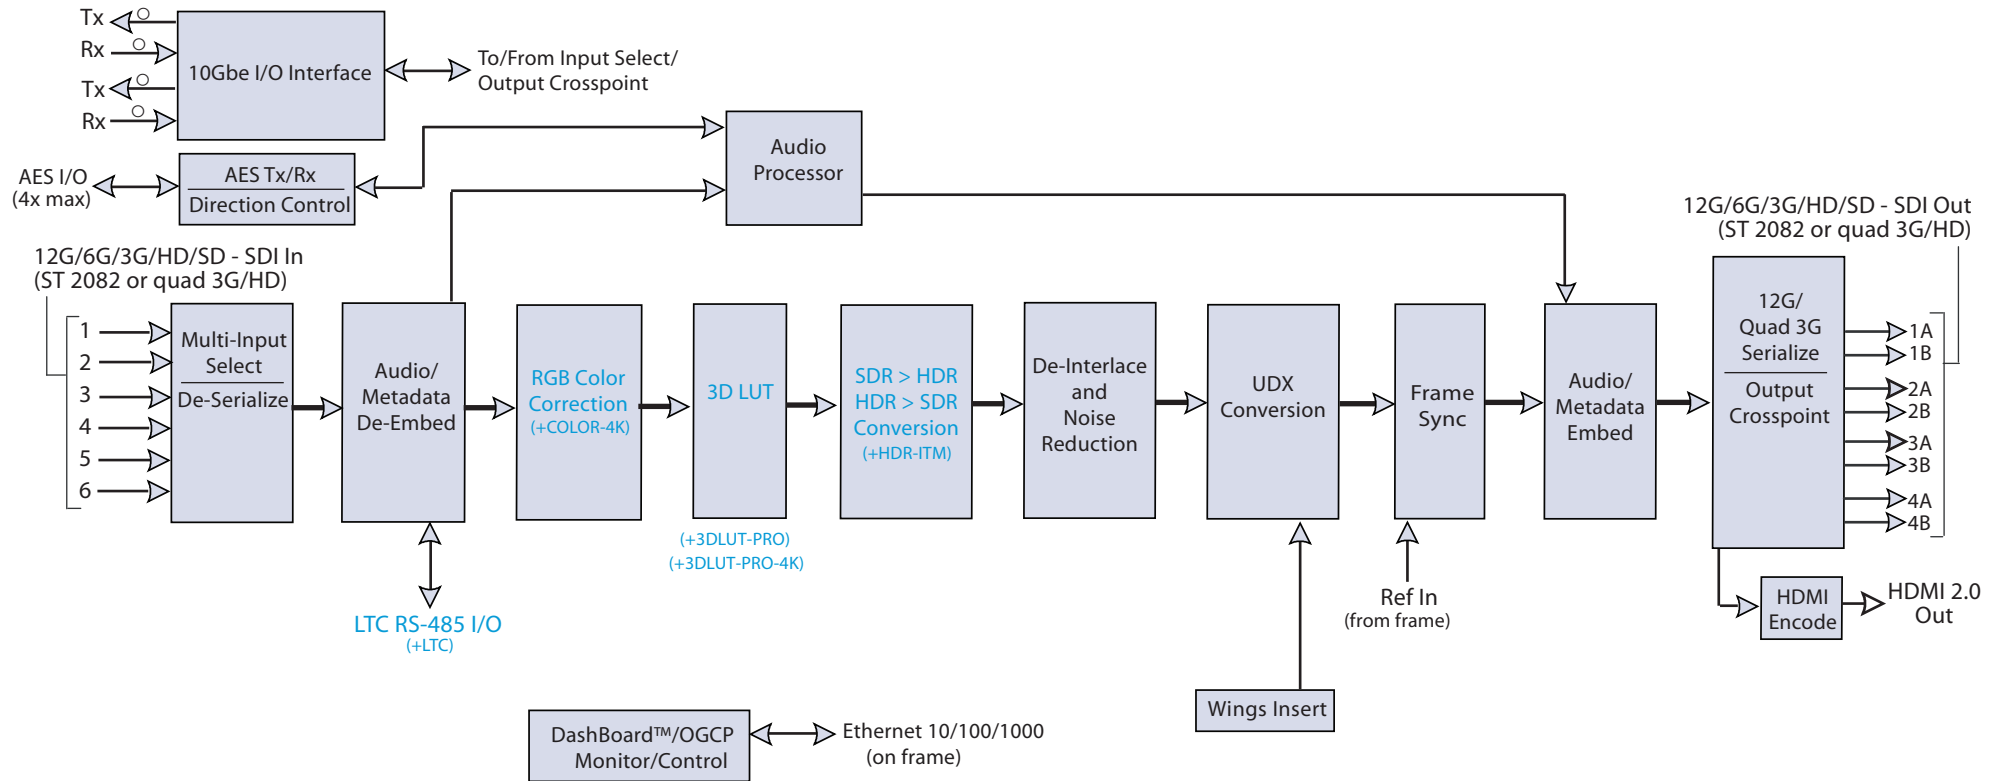 Tx
Rx
Tx
Rx
10Gbe I/O Interface
To/From Input Select/
Output Crosspoint
AES I/O
(4x max)
AES Tx/Rx
Direction Control
Audio
Processor
12G/6G/3G/HD/SD - SDI In
(ST 2082 or quad 3G/HD)
1
2
3
4
5
6
Multi-Input
Select
De-Serialize
Audio/
Metadata
De-Embed
LTC RS-485 I/O
(+LTC)
RGB Color
Correction
(+COLOR-4K)
3D LUT
(+3DLUT-PRO)
(+3DLUT-PRO-4K)
SDR > HDR
HDR > SDR
Conversion
(+HDR-ITM)
De-Interlace
and
Noise
Reduction
UDX
Conversion
Wings Insert
Frame
Sync
Ref In
(from frame)
Audio/
Metadata
Embed
12G/6G/3G/HD/SD - SDI Out
(ST 2082 or quad 3G/HD)
12G/
Quad 3G
Serialize
Output
Crosspoint
1A
1B
2A
2B
3A
3B
4A
4B
HDMI
Encode
HDMI 2.0
Out
DashBoard™/OGCP
Monitor/Control
Ethernet 10/100/1000
(on frame)